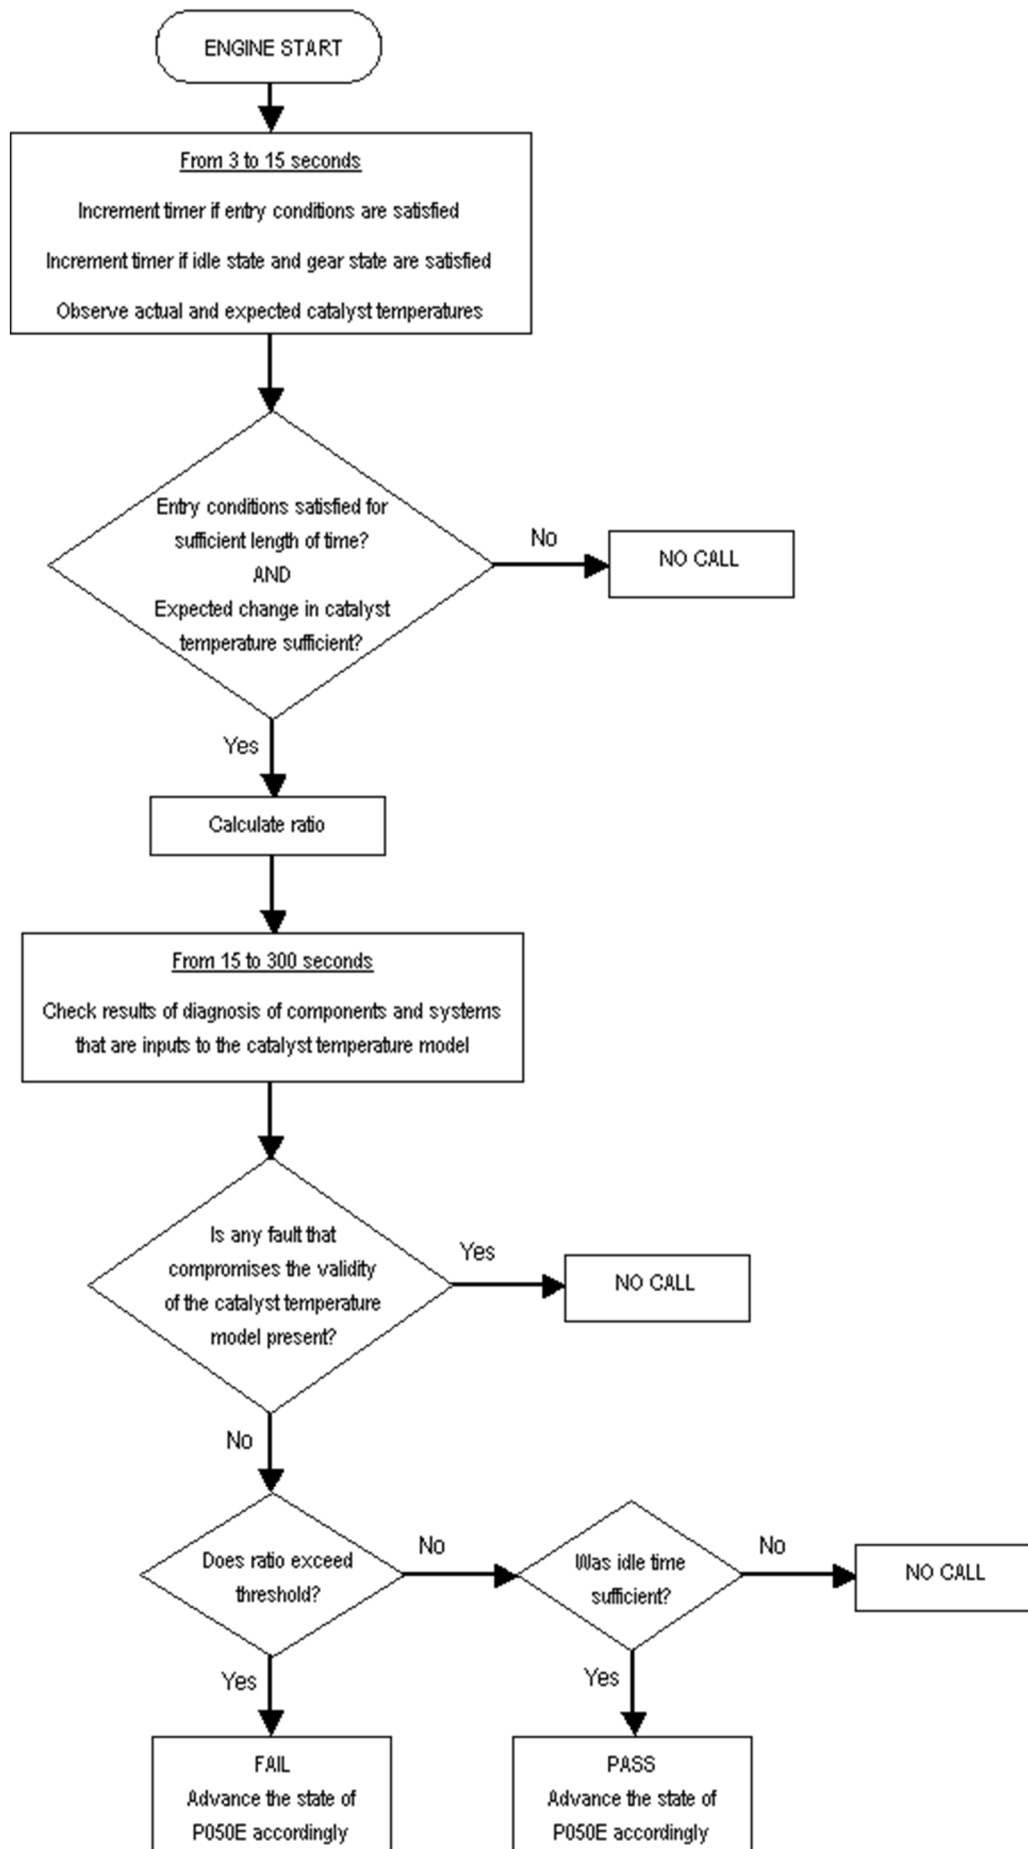 ENGINE START
From 3 to 15 seconds
Increment timer if entry conditions are satisfied
Increment timer if idle state and gear state are satisfied
Observe actual and expected catalyst temperatures
Entry conditions satisfied for
sufficient length of time?
AND
Expected change in catalyst
temperature sufficient?
No
NO CALL
Yes
Calculate ratio
From 15 to 300 seconds
Check results of diagnosis of components and systems
that are inputs to the catalyst temperature model
Is any fault that
compromises the validity
of the catalyst temperature
model present?
Yes
NO CALL
No
Does ratio exceed
threshold?
No
Was idle time
sufficient?
No
NO CALL
Yes
Yes
FAIL
Advance the state of
P050E accordingly
PASS
Advance the state of
P050E accordingly